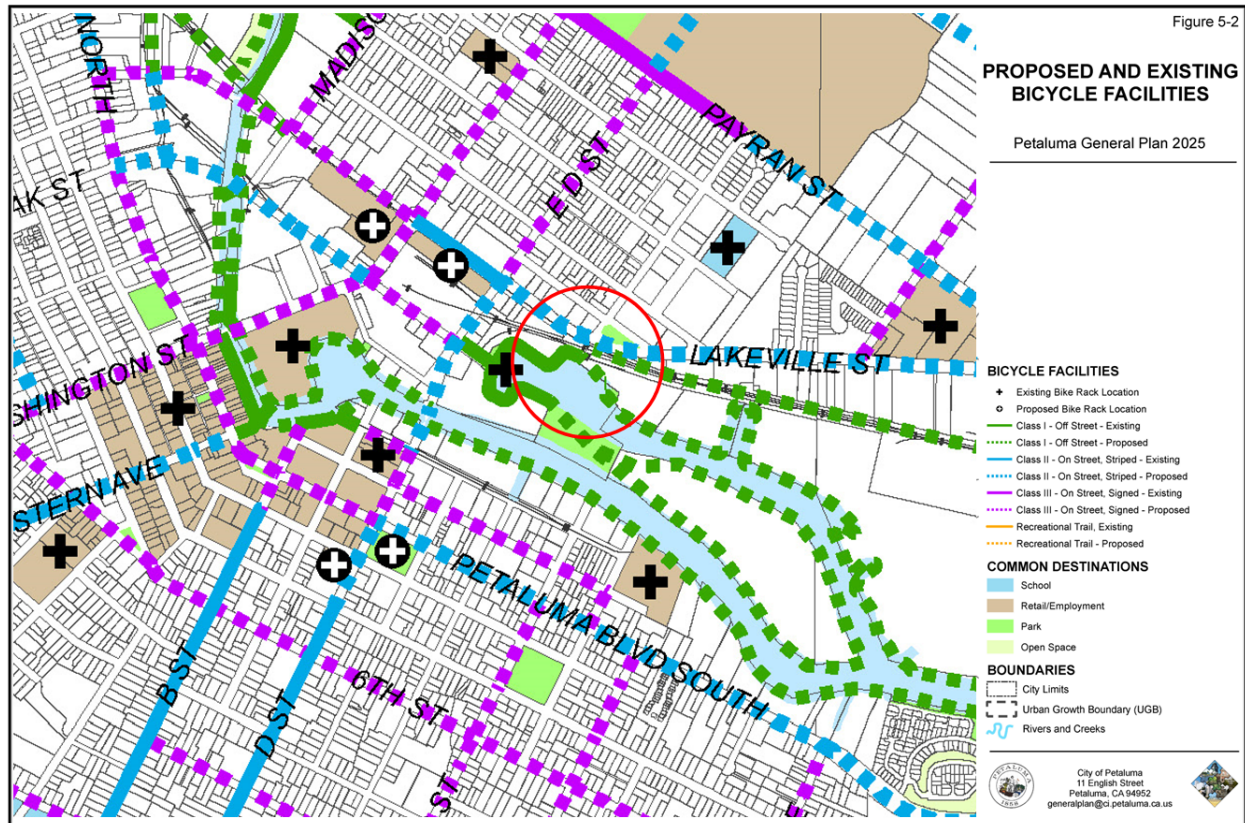 Figure 5-2
PROPOSED AND EXISTING
BICYCLE FACILITIES
Petaluma General Plan 2025
NORTH
MADISO
PAYRAN ST
E D ST
AK ST
SHINGTON ST
LAKEVILLE ST
STERN AVE
PETALUMA BLVD SOUTH
B ST
D ST
6TH ST
ST
BICYCLE FACILITIES
Existing Bike Rack Location
Proposed Bike Rack Location
Class I - Off Street - Existing
Class I - Off Street - Proposed
Class II - On Street, Striped - Existing
Class II - On Street, Striped - Proposed
Class III - On Street, Signed - Existing
Class III - On Street, Signed - Proposed
Recreational Trail, Existing
Recreational Trail - Proposed
COMMON DESTINATIONS
School
Retail/Employment
Park
Open Space
BOUNDARIES
City Limits
Urban Growth Boundary (UGB)
Rivers and Creeks
PETALUMA
1858
City of Petaluma
11 English Street
Petaluma, CA 94952
generalplan@ci.petaluma.ca.us